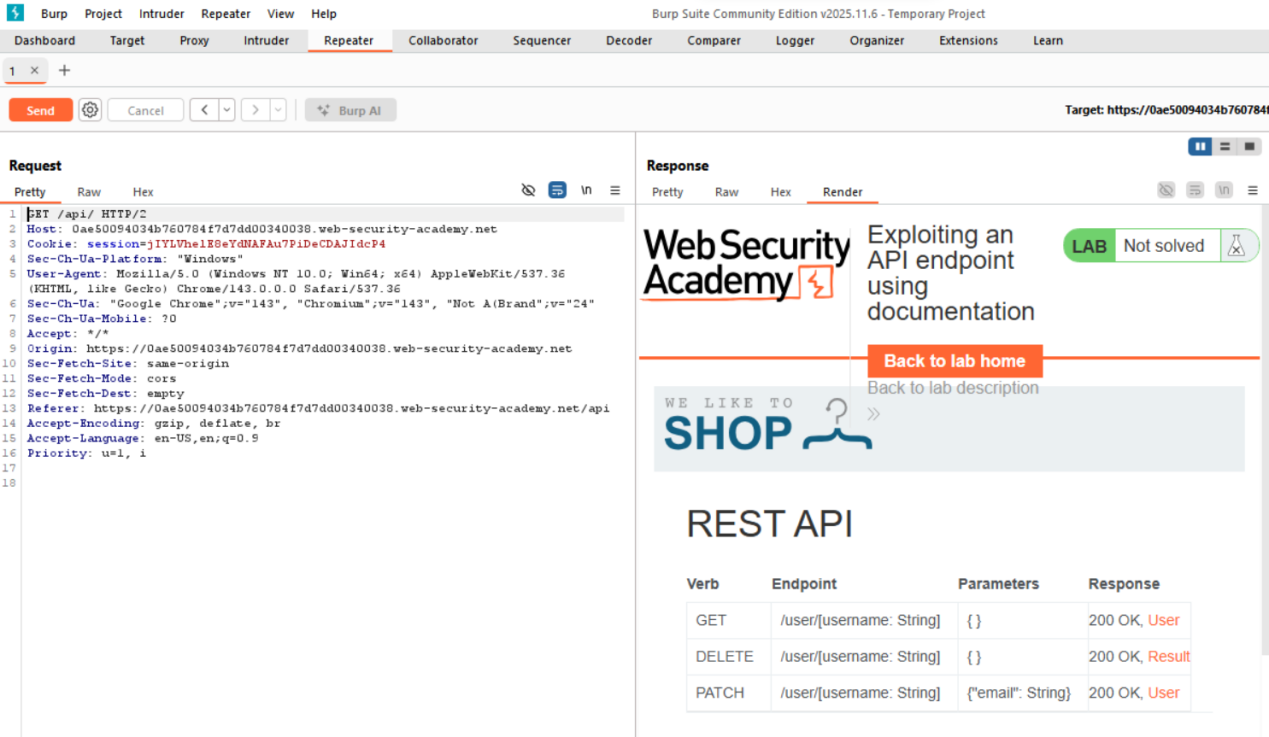 Burp Project Intruder Repeater View Help Burp Suite Community Edition v2025.11.6 - Temporary Project
Dashboard Target Proxy Intruder Repeater Collaborator Sequencer Decoder Comparer Logger Organizer Extensions Learn
1 × +
Send Cancel < > Burp AI Target: https://0ae50094034b760784f
Request
Pretty Raw Hex \n
1 GET /api/ HTTP/2
2 Host: 0ae50094034b760784f7d7dd00340038.web-security-academy.net
3 Cookie: session=jIYLVhelE8eYdNAFAu7PiDeCDAJIdcP4
4 Sec-Ch-Ua-Platform: "Windows"
5 User-Agent: Mozilla/5.0 (Windows NT 10.0; Win64; x64) AppleWebKit/537.36
(KHTML, like Gecko) Chrome/143.0.0.0 Safari/537.36
6 Sec-Ch-Ua: "Google Chrome";v="143", "Chromium";v="143", "Not A(Brand";v="24"
7 Sec-Ch-Ua-Mobile: ?0
8 Accept: */*
9 Origin: https://0ae50094034b760784f7d7dd00340038.web-security-academy.net
10 Sec-Fetch-Site: same-origin
11 Sec-Fetch-Mode: cors
12 Sec-Fetch-Dest: empty
13 Referer: https://0ae50094034b760784f7d7dd00340038.web-security-academy.net/api
14 Accept-Encoding: gzip, deflate, br
15 Accept-Language: en-US,en;q=0.9
16 Priority: u=1, i
17
18
Response
Pretty Raw Hex Render \n
Web Security
Academy
Exploiting an
API endpoint
using
documentation
LAB Not solved
Back to lab home
Back to lab description
WE LIKE TO
SHOP
REST API
Verb Endpoint Parameters Response
GET /user/[username: String] { } 200 OK, User
DELETE /user/[username: String] { } 200 OK, Result
PATCH /user/[username: String] {"email": String} 200 OK, User